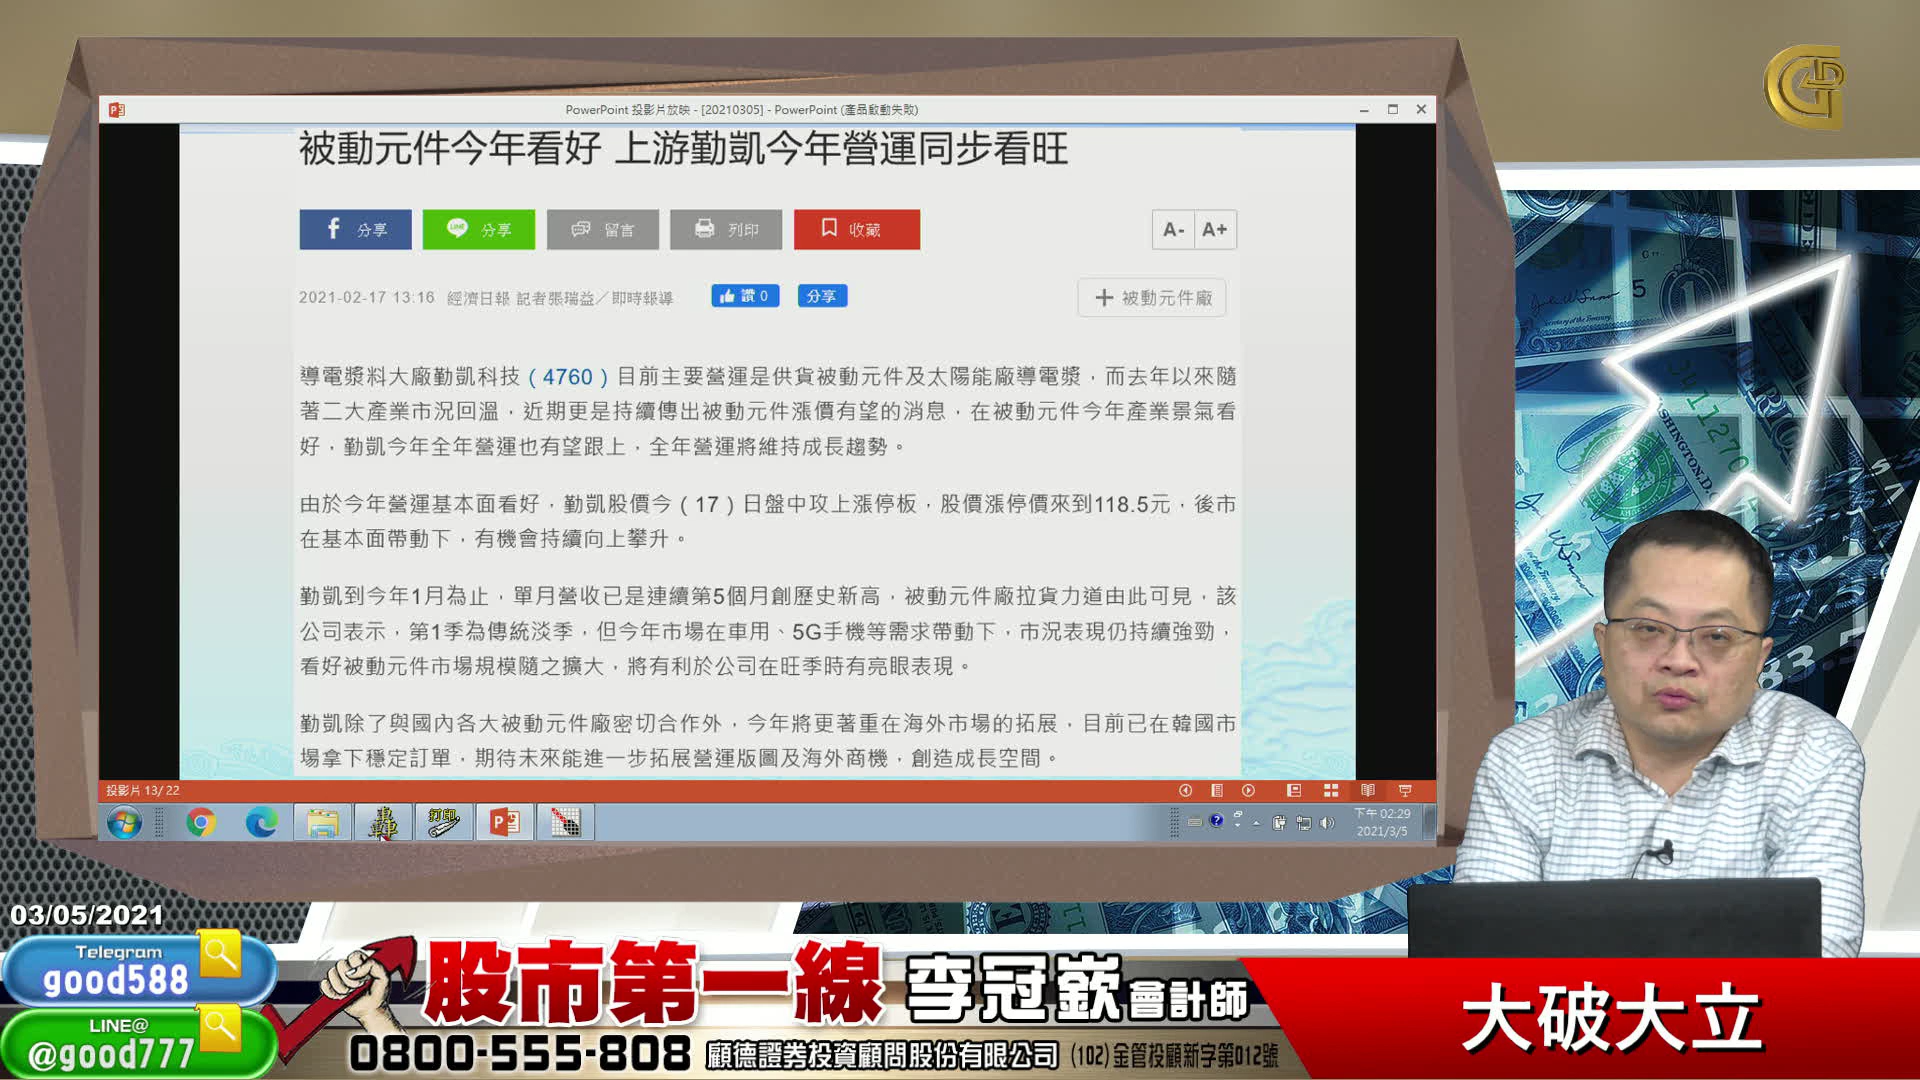 PowerPoint 投影片放映 - [20210305] - PowerPoint (產品啟動失敗)
被動元件今年看好 上游勤凱今年營運同步看旺
分享
分享
留言
列印
收藏
A-
A+
2021-02-17 13:16 經濟日報 記者張瑞益／即時報導
讚 0
分享
＋ 被動元件廠
導電漿料大廠勤凱科技（4760）目前主要營運是供貨被動元件及太陽能廠導電漿，而去年以來隨
著二大產業市況回溫，近期更是持續傳出被動元件漲價有望的消息，在被動元件今年產業景氣看
好，勤凱今年全年營運也有望跟上，全年營運將維持成長趨勢。
由於今年營運基本面看好，勤凱股價今（17）日盤中攻上漲停板，股價漲停價來到118.5元，後市
在基本面帶動下，有機會持續向上攀升。
勤凱到今年1月為止，單月營收已是連續第5個月創歷史新高，被動元件廠拉貨力道由此可見，該
公司表示，第1季為傳統淡季，但今年市場在車用、5G手機等需求帶動下，市況表現仍持續強勁，
看好被動元件市場規模隨之擴大，將有利於公司在旺季時有亮眼表現。
勤凱除了與國內各大被動元件廠密切合作外，今年將更著重在海外市場的拓展，目前已在韓國市
場拿下穩定訂單，期待未來能進一步拓展營運版圖及海外商機，創造成長空間。
投影片 13/ 22
下午 02:29
2021/3/5
03/05/2021
Telegram
good588
LINE@
@good777
股市第一線 李冠嶔 會計師
0800-555-808 顧德證券投資顧問股份有限公司 (102)金管投顧新字第012號
大破大立